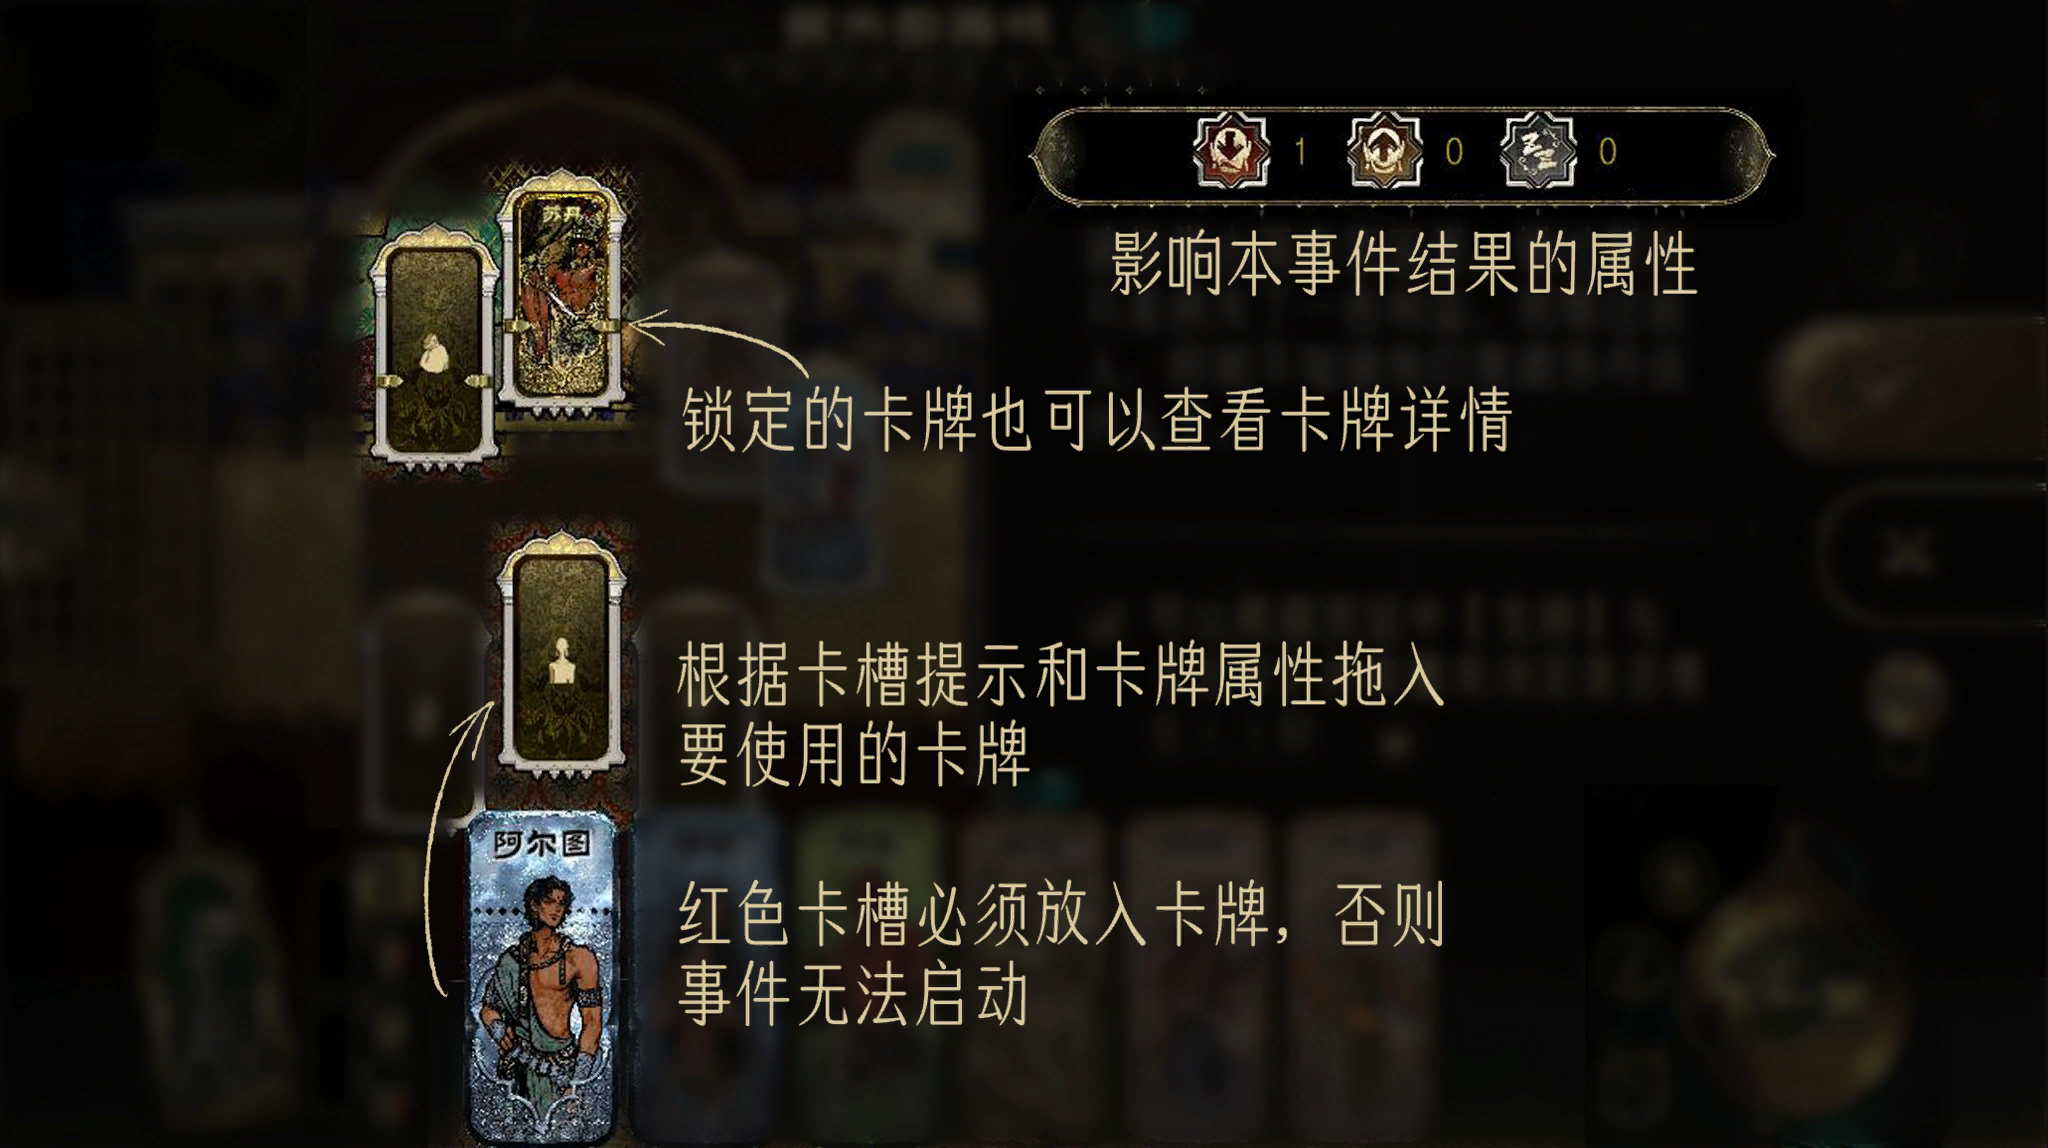 1 0 0
影响本事件结果的属性
苏丹
锁定的卡牌也可以查看卡牌详情
根据卡槽提示和卡牌属性拖入
要使用的卡牌
阿尔图
红色卡槽必须放入卡牌，否则
事件无法启动